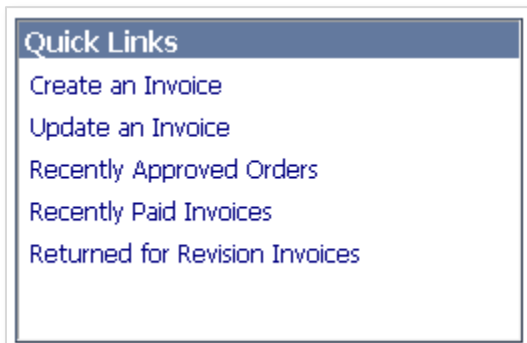 Quick Links
Create an Invoice
Update an Invoice
Recently Approved Orders
Recently Paid Invoices
Returned for Revision Invoices